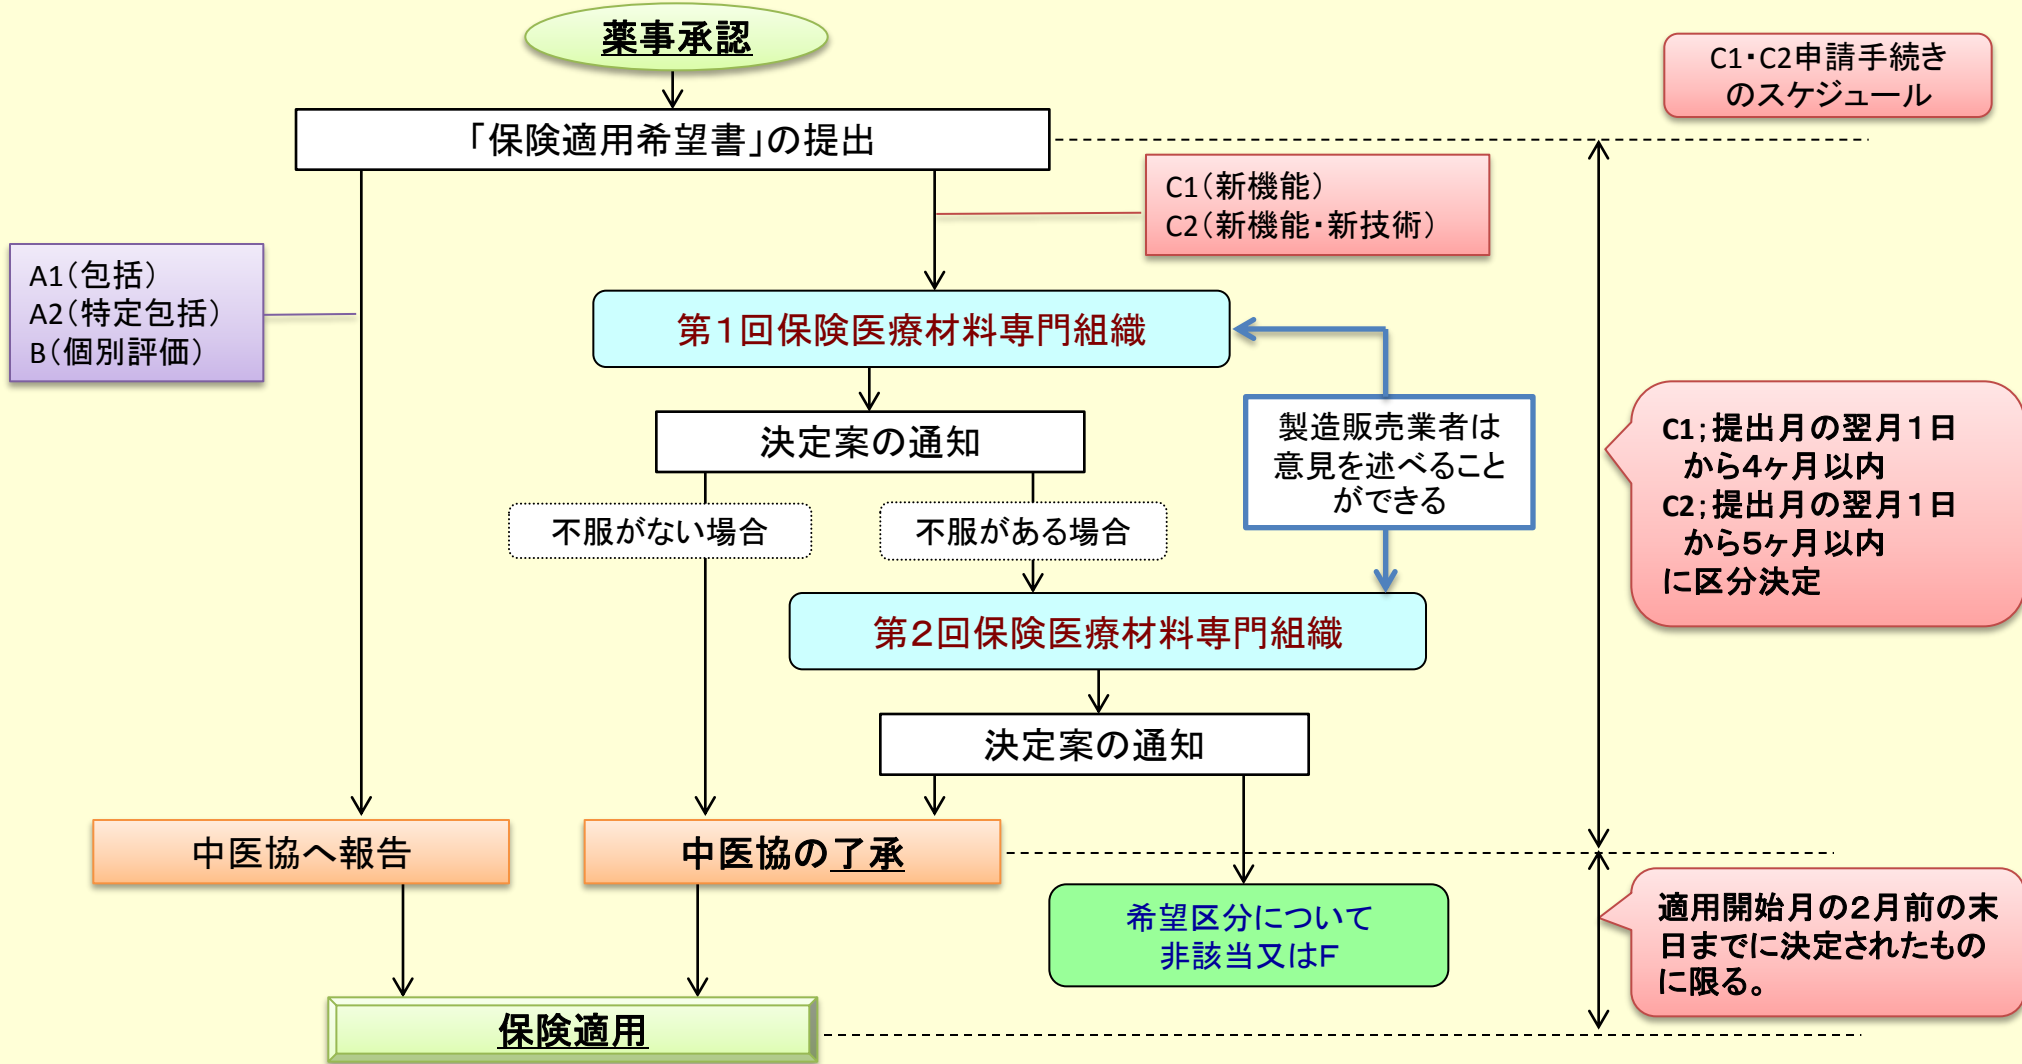 薬事承認
C1・C2申請手続き
のスケジュール
「保険適用希望書」の提出
C1（新機能）
C2（新機能・新技術）
A1（包括）
A2（特定包括）
B（個別評価）
第１回保険医療材料専門組織
決定案の通知
製造販売業者は
意見を述べること
ができる
C1；提出月の翌月１日
から４ヶ月以内
C2；提出月の翌月１日
から５ヶ月以内
に区分決定
不服がない場合
不服がある場合
第２回保険医療材料専門組織
決定案の通知
中医協へ報告
中医協の了承
希望区分について
非該当又はF
適用開始月の２月前の末
日までに決定されたもの
に限る。
保険適用